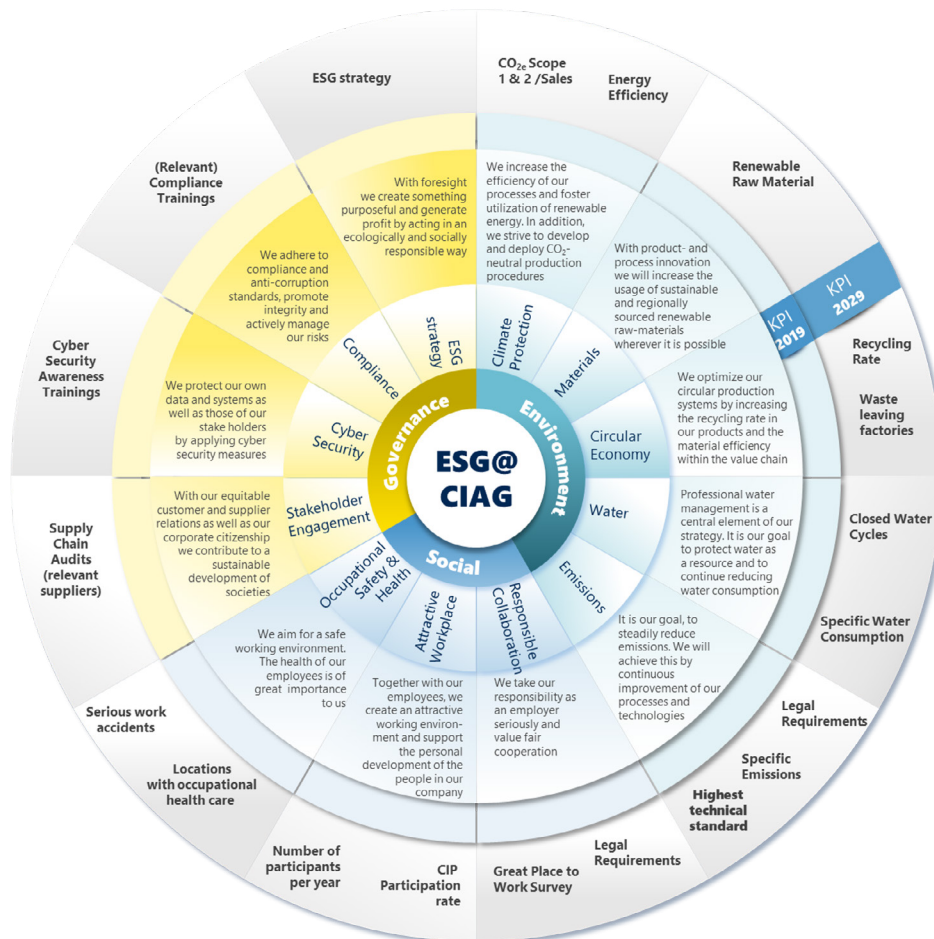 ESG@
CIAG
Environment
Social
Governance
Climate
Protection
Materials
Circular
Economy
Water
Emissions
Responsible
Collaboration
Attractive
Workplace
Occupational
Safety &
Health
Stakeholder
Engagement
Cyber
Security
Compliance
ESG
strategy
We increase the
efficiency of our
processes and foster
utilization of renewable
energy. In addition,
we strive to develop
and deploy CO₂-
neutral production
procedures
With product- and
process innovation
we will increase the
usage of sustainable
and regionally
sourced renewable
raw-materials
wherever it is possible
We optimize our
circular production
systems by increasing
the recycling rate in
our products and the
material efficiency
within the value chain
Professional water
management is a
central element of our
strategy. It is our goal
to protect water as
a resource and to
continue reducing
water consumption
It is our goal, to
steadily reduce
emissions. We will
achieve this by
continuous
improvement of our
processes and
technologies
We take our
responsibility as
an employer
seriously and
value fair
cooperation
Together with our
employees, we
create an attractive
working environ-
ment and support
the personal
development of the
people in our
company
We aim for a safe
working environment.
The health of our
employees is of
great importance
to us
With our equitable
customer and supplier
relations as well as our
corporate citizenship
we contribute to a
sustainable
development of
societies
We protect our own
data and systems
as well as those of our
stake holders
by applying cyber
security measures
We adhere to
compliance and
anti-corruption
standards, promote
integrity and
actively manage
our risks
With foresight
we create something
purposeful and generate
profit by acting in an
ecologically and socially
responsible way
KPI
2019
KPI
2029
CO₂ₑ Scope
1 & 2 /Sales
Energy
Efficiency
Renewable
Raw Material
Recycling
Rate
Waste
leaving
factories
Closed Water
Cycles
Specific Water
Consumption
Legal
Requirements
Specific
Emissions
Highest
technical
standard
Legal
Requirements
Great Place to
Work Survey
CIP
Participation
rate
Number of
participants
per year
Locations
with occupational
health care
Serious work
accidents
Supply
Chain
Audits
(relevant
suppliers)
Cyber
Security
Awareness
Trainings
(Relevant)
Compliance
Trainings
ESG strategy